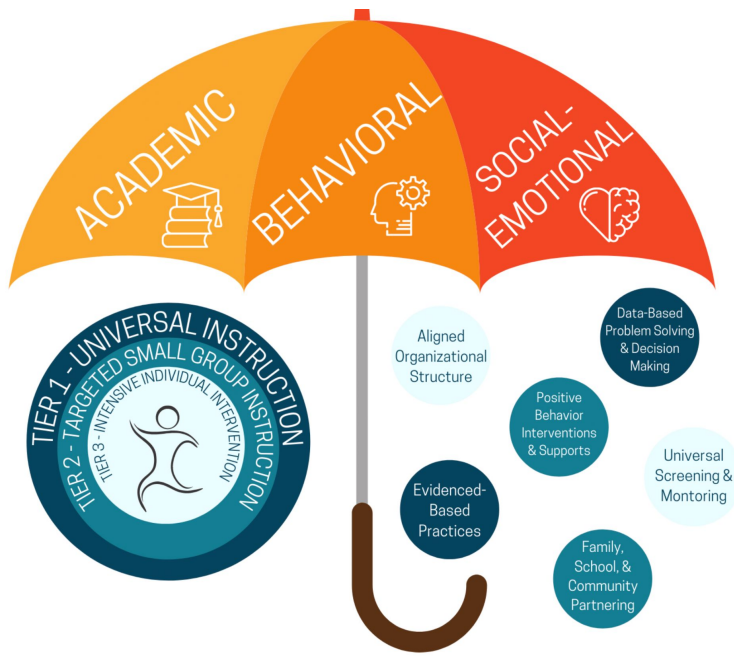 ACADEMIC
BEHAVIORAL
SOCIAL-
EMOTIONAL
TIER 1 - UNIVERSAL INSTRUCTION
TIER 2 - TARGETED SMALL GROUP INSTRUCTION
TIER 3 - INTENSIVE INDIVIDUAL INTERVENTION
Aligned
Organizational
Structure
Data-Based
Problem Solving
& Decision
Making
Positive
Behavior
Interventions
& Supports
Universal
Screening &
Montoring
Evidenced-
Based
Practices
Family,
School, &
Community
Partnering